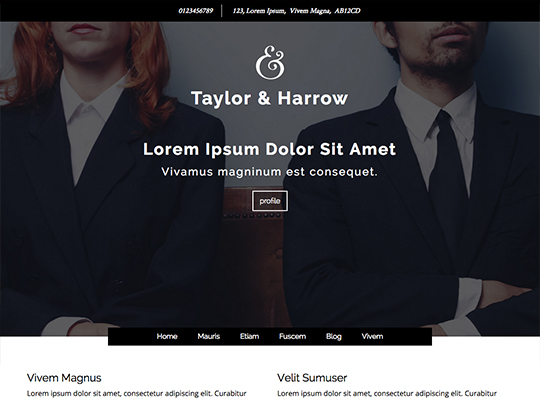 0123456789 123, Lorem Ipsum, Vivem Magna, AB12CD
&
Taylor & Harrow
Lorem Ipsum Dolor Sit Amet
Vivamus magninum est consequet.
profile
Home Mauris Etiam Fuscem Blog Vivem
Vivem Magnus
Lorem ipsum dolor sit amet, consectetur adipiscing elit. Curabitur
Velit Sumuser
Lorem ipsum dolor sit amet, consectetur adipiscing elit. Curabitur